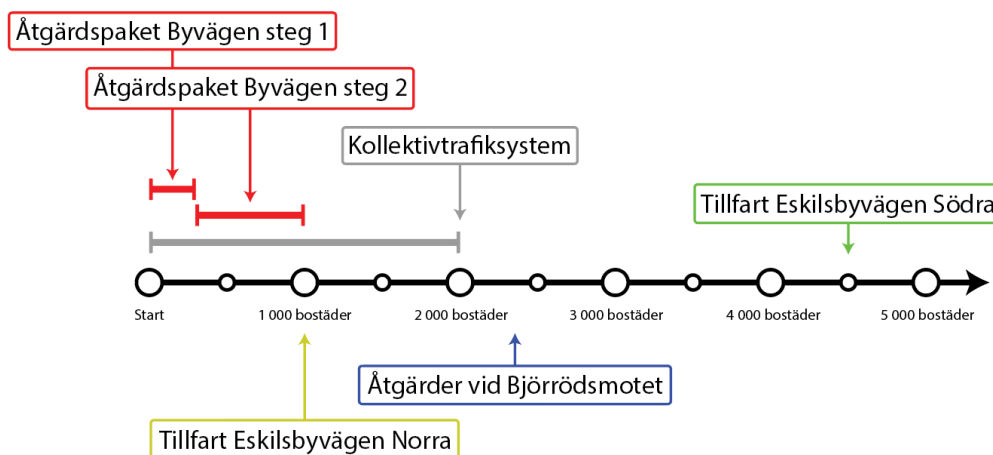 Åtgärdspaket Byvägen steg 1
Åtgärdspaket Byvägen steg 2
Kollektivtrafiksystem
Tillfart Eskilsbyvägen Södra
Start
1 000 bostäder
2 000 bostäder
3 000 bostäder
4 000 bostäder
5 000 bostäder
Åtgärder vid Björrödsmotet
Tillfart Eskilsbyvägen Norra